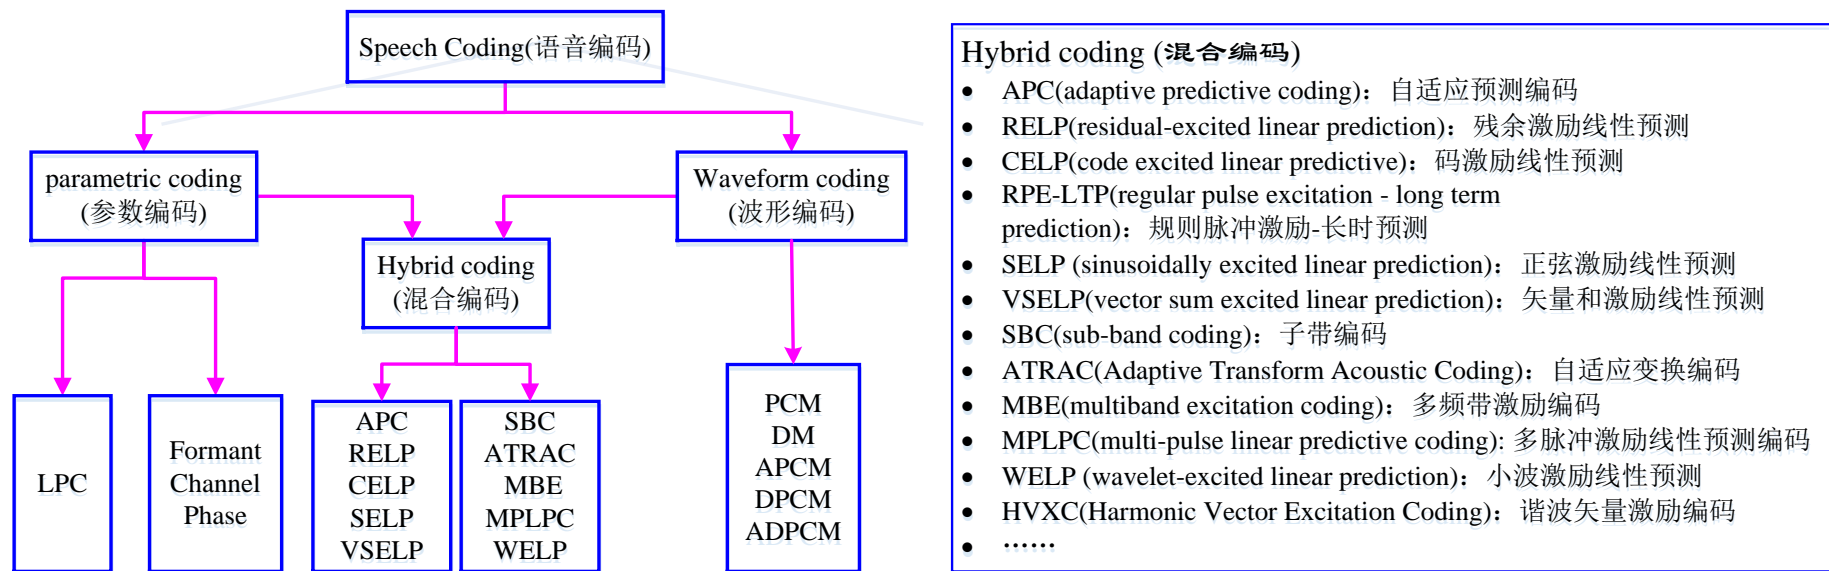 Speech Coding(语音编码)
parametric coding
(参数编码)
Waveform coding
(波形编码)
Hybrid coding
(混合编码)
LPC
Formant
Channel
Phase
APC
RELP
CELP
SELP
VSELP
SBC
ATRAC
MBE
MPLPC
WELP
PCM
DM
APCM
DPCM
ADPCM
Hybrid coding (混合编码)
• APC(adaptive predictive coding)：自适应预测编码
• RELP(residual-excited linear prediction)：残余激励线性预测
• CELP(code excited linear predictive)：码激励线性预测
• RPE-LTP(regular pulse excitation - long term
prediction)：规则脉冲激励-长时预测
• SELP (sinusoidally excited linear prediction)：正弦激励线性预测
• VSELP(vector sum excited linear prediction)：矢量和激励线性预测
• SBC(sub-band coding)：子带编码
• ATRAC(Adaptive Transform Acoustic Coding)：自适应变换编码
• MBE(multiband excitation coding)：多频带激励编码
• MPLPC(multi-pulse linear predictive coding): 多脉冲激励线性预测编码
• WELP (wavelet-excited linear prediction)：小波激励线性预测
• HVXC(Harmonic Vector Excitation Coding)：谐波矢量激励编码
• ……